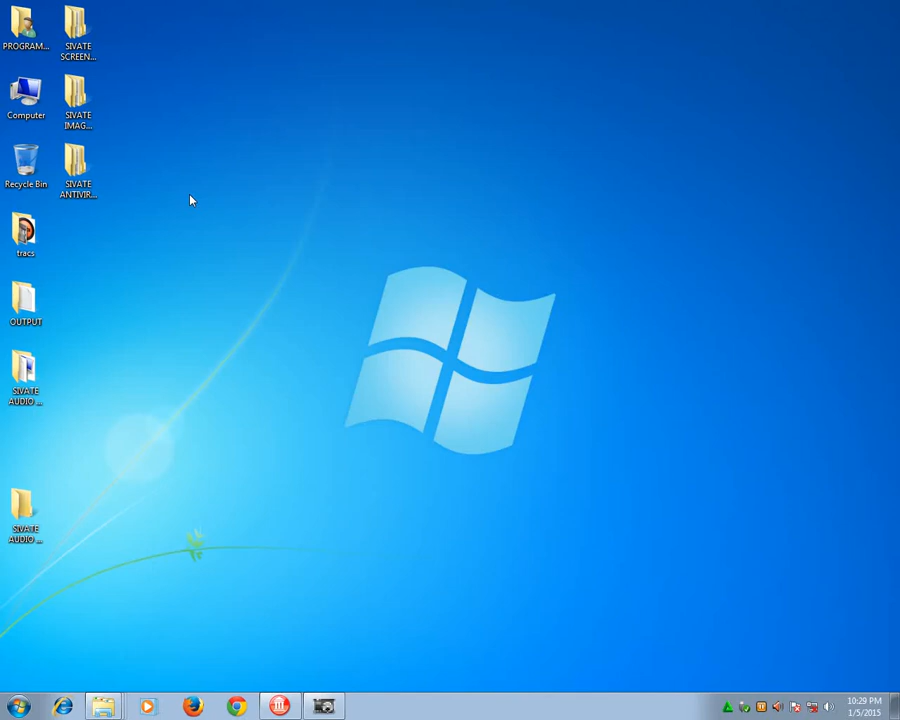 PROGRAM...
Computer
Recycle Bin
tracs
OUTPUT
SIVATE
AUDIO ...
SIVATE
AUDIO ...
SIVATE
SCREEN...
SIVATE
IMAG...
SIVATE
ANTIVIR...
10:29 PM
1/5/2015